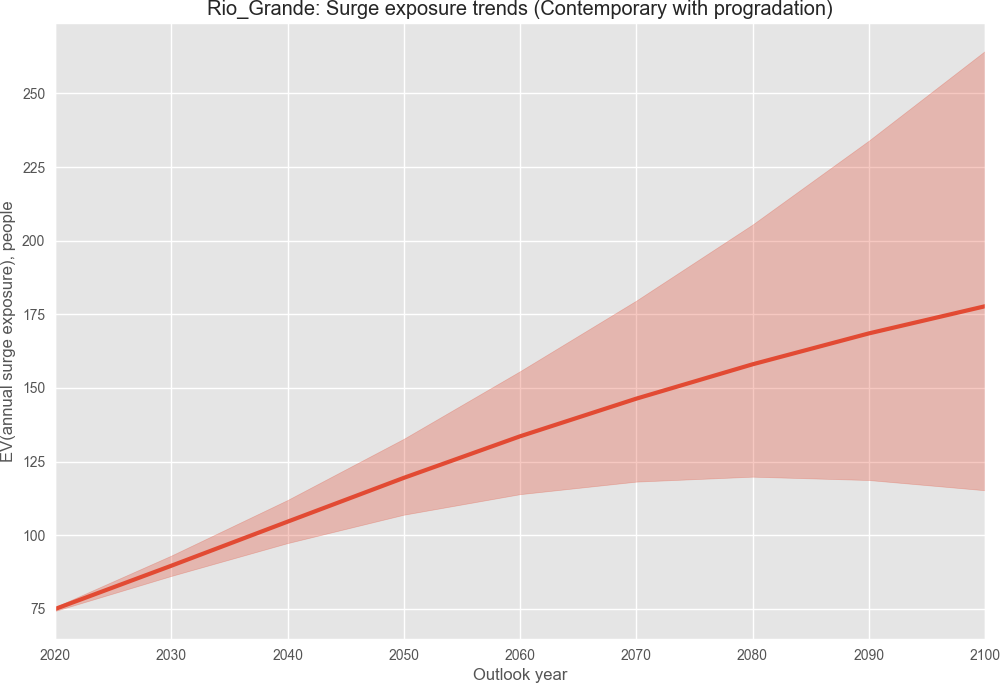 Rio_Grande: Surge exposure trends (Contemporary with progradation)
EV(annual surge exposure), people
250
225
200
175
150
125
100
75
2020 2030 2040 2050 2060 2070 2080 2090 2100
Outlook year